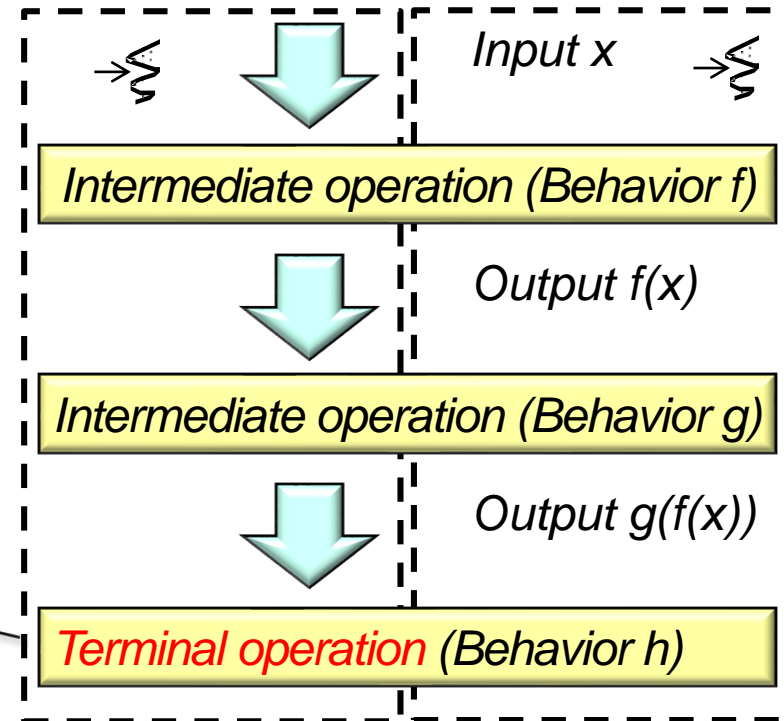 Input x
Intermediate operation (Behavior f)
Output f(x)
Intermediate operation (Behavior g)
Output g(f(x))
Terminal operation (Behavior h)